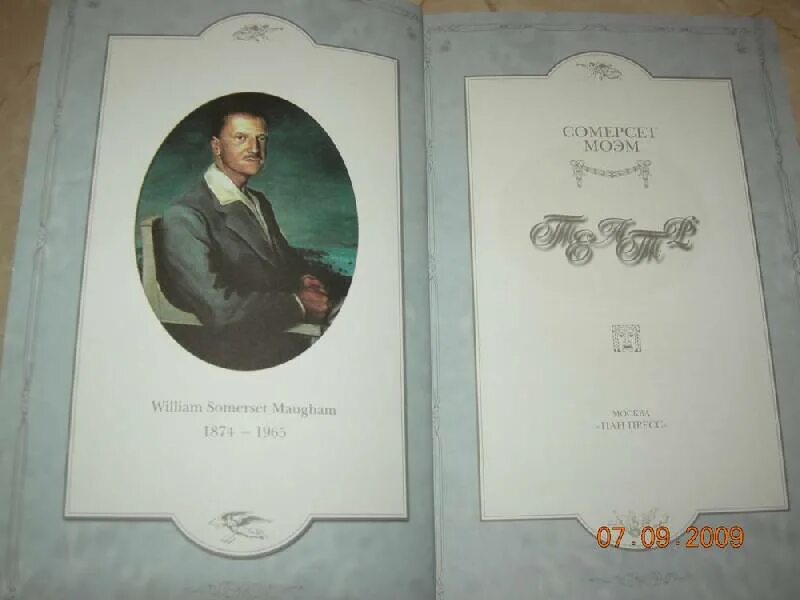 William Somerset Maugham
1874 – 1965
СОМЕРСЕТ
МОЭМ
ТЕАТР
МОСКВА
«ПАН ПРЕСС»
07.09.2009